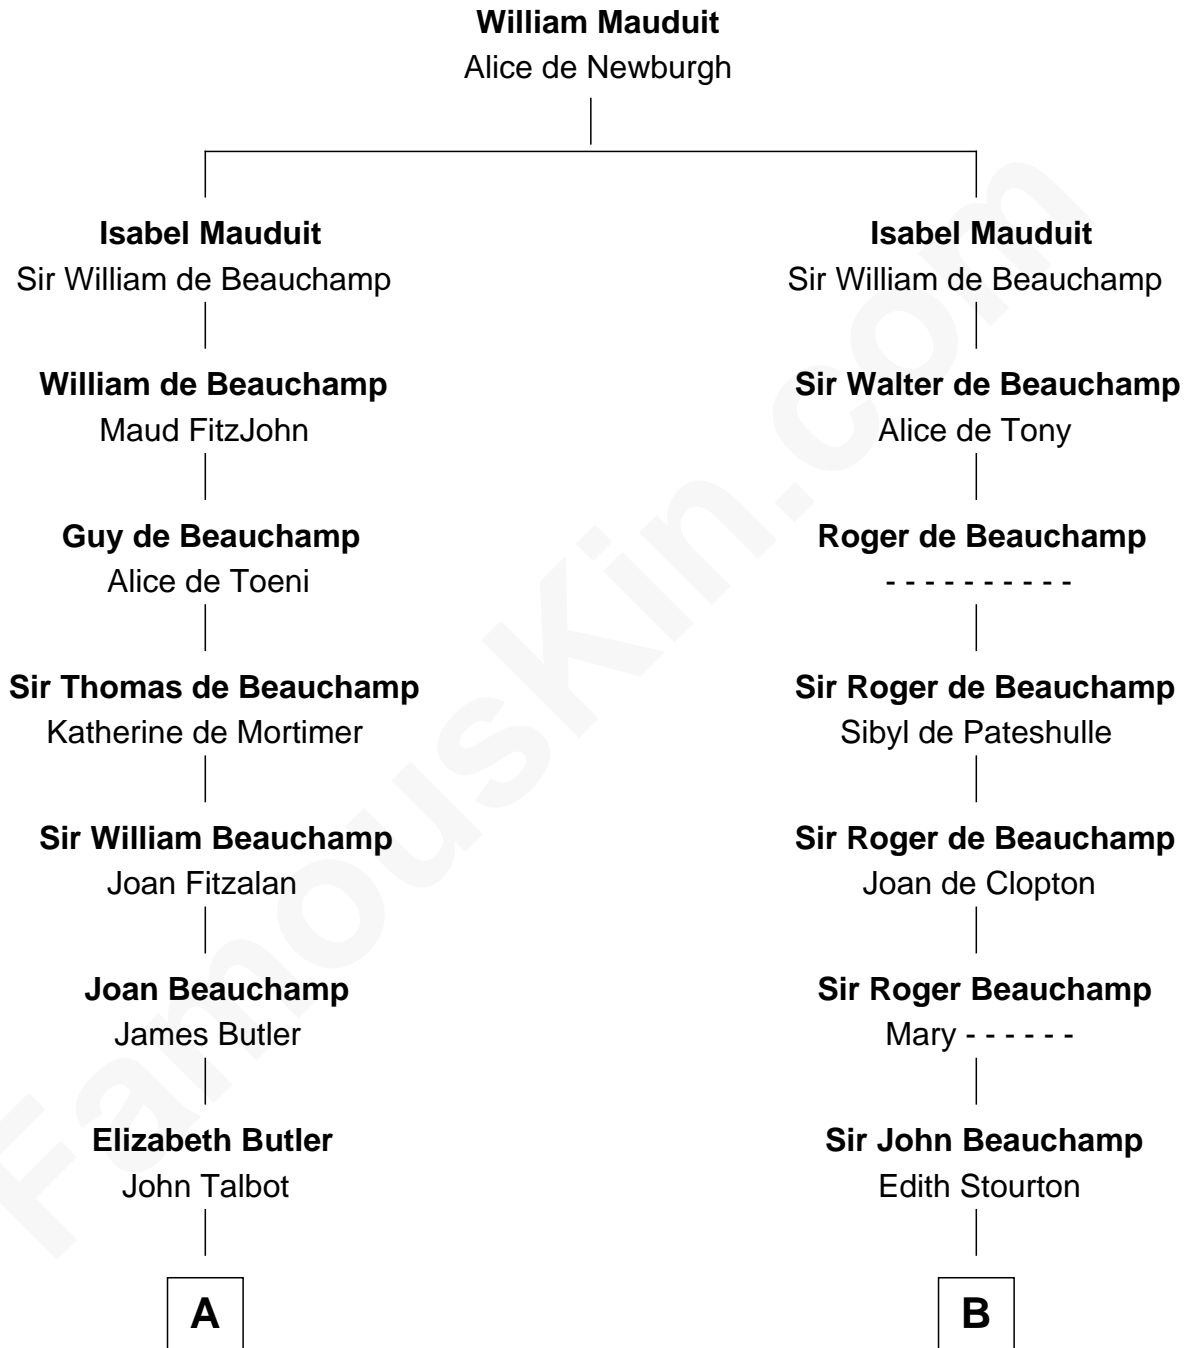 William Mauduit
Alice de Newburgh
Isabel Mauduit
Sir William de Beauchamp
Isabel Mauduit
Sir William de Beauchamp
William de Beauchamp
Maud FitzJohn
Sir Walter de Beauchamp
Alice de Tony
Guy de Beauchamp
Alice de Toeni
Roger de Beauchamp
- - - - - - - - - -
Sir Thomas de Beauchamp
Katherine de Mortimer
Sir Roger de Beauchamp
Sibyl de Pateshulle
Sir William Beauchamp
Joan Fitzalan
Sir Roger de Beauchamp
Joan de Clopton
Joan Beauchamp
James Butler
Sir Roger Beauchamp
Mary - - - - - -
Elizabeth Butler
John Talbot
Sir John Beauchamp
Edith Stourton
A
B
FamousKin.com